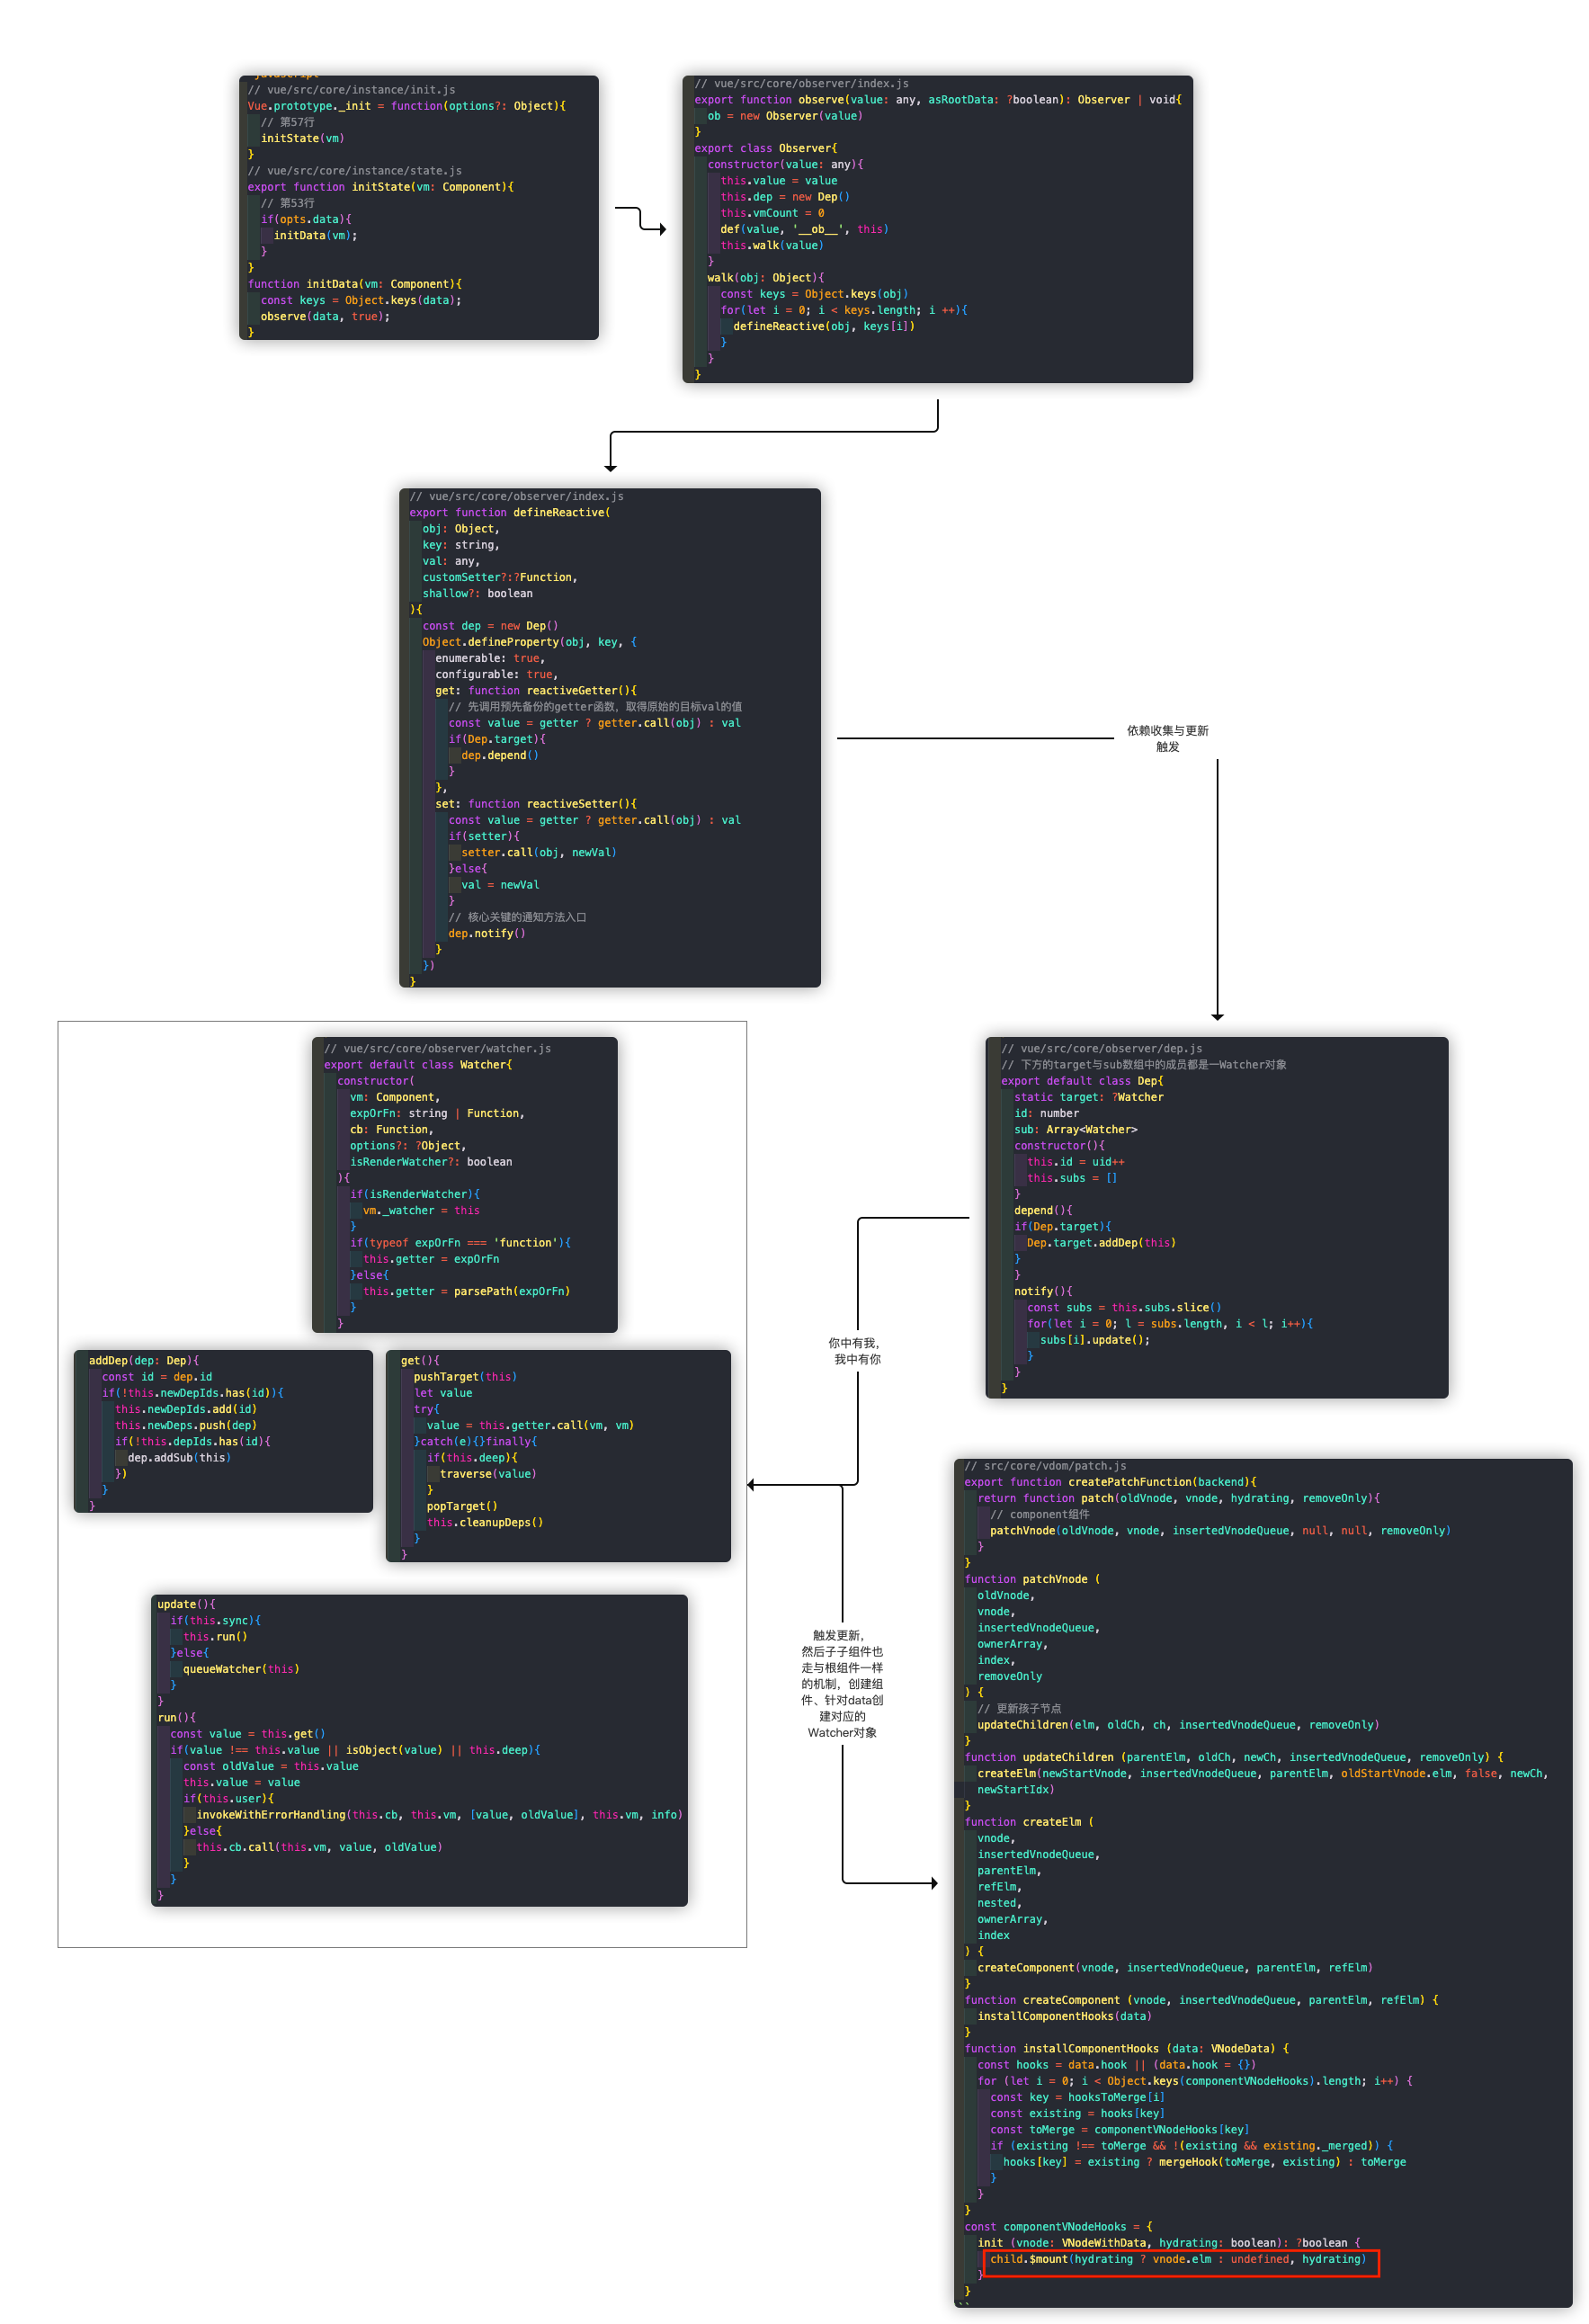 javascript
// vue/src/core/instance/init.js
Vue.prototype._init = function(options?: Object){
// 第57行
initState(vm)
}
// vue/src/core/instance/state.js
export function initState(vm: Component){
// 第53行
if(opts.data){
initData(vm);
}
}
function initData(vm: Component){
const keys = Object.keys(data);
observe(data, true);
}
// vue/src/core/observer/index.js
export function observe(value: any, asRootData: ?boolean): Observer | void{
ob = new Observer(value)
}
export class Observer{
constructor(value: any){
this.value = value
this.dep = new Dep()
this.vmCount = 0
def(value, '__ob__', this)
this.walk(value)
}
walk(obj: Object){
const keys = Object.keys(obj)
for(let i = 0; i < keys.length; i ++){
defineReactive(obj, keys[i])
}
}
}
// vue/src/core/observer/index.js
export function defineReactive(
obj: Object,
key: string,
val: any,
customSetter?:?Function,
shallow?: boolean
){
const dep = new Dep()
Object.defineProperty(obj, key, {
enumerable: true,
configurable: true,
get: function reactiveGetter(){
// 先调用预先备份的getter函数，取得原始的目标val的值
const value = getter ? getter.call(obj) : val
if(Dep.target){
dep.depend()
}
},
set: function reactiveSetter(){
const value = getter ? getter.call(obj) : val
if(setter){
setter.call(obj, newVal)
}else{
val = newVal
}
// 核心关键的通知方法入口
dep.notify()
}
})
}
依赖收集与更新
触发
// vue/src/core/observer/watcher.js
export default class Watcher{
constructor(
vm: Component,
expOrFn: string | Function,
cb: Function,
options?: ?Object,
isRenderWatcher?: boolean
){
if(isRenderWatcher){
vm._watcher = this
}
if(typeof expOrFn === 'function'){
this.getter = expOrFn
}else{
this.getter = parsePath(expOrFn)
}
}
addDep(dep: Dep){
const id = dep.id
if(!this.newDepIds.has(id)){
this.newDepIds.add(id)
this.newDeps.push(dep)
if(!this.depIds.has(id){
dep.addSub(this)
})
}
}
get(){
pushTarget(this)
let value
try{
value = this.getter.call(vm, vm)
}catch(e){}finally{
if(this.deep){
traverse(value)
}
popTarget()
this.cleanupDeps()
}
}
update(){
if(this.sync){
this.run()
}else{
queueWatcher(this)
}
}
run(){
const value = this.get()
if(value !== this.value || isObject(value) || this.deep){
const oldValue = this.value
this.value = value
if(this.user){
invokeWithErrorHandling(this.cb, this.vm, [value, oldValue], this.vm, info)
}else{
this.cb.call(this.vm, value, oldValue)
}
}
}
// vue/src/core/observer/dep.js
// 下方的target与sub数组中的成员都是一Watcher对象
export default class Dep{
static target: ?Watcher
id: number
sub: Array<Watcher>
constructor(){
this.id = uid++
this.subs = []
}
depend(){
if(Dep.target){
Dep.target.addDep(this)
}
}
notify(){
const subs = this.subs.slice()
for(let i = 0; l = subs.length, i < l; i++){
subs[i].update();
}
}
}
你中有我，
我中有你
触发更新，
然后子子组件也
走与根组件一样
的机制，创建组
件、针对data创
建对应的
Watcher对象
// src/core/vdom/patch.js
export function createPatchFunction(backend){
return function patch(oldVnode, vnode, hydrating, removeOnly){
// component组件
patchVnode(oldVnode, vnode, insertedVnodeQueue, null, null, removeOnly)
}
}
function patchVnode (
oldVnode,
vnode,
insertedVnodeQueue,
ownerArray,
index,
removeOnly
) {
// 更新孩子节点
updateChildren(elm, oldCh, ch, insertedVnodeQueue, removeOnly)
}
function updateChildren (parentElm, oldCh, newCh, insertedVnodeQueue, removeOnly) {
createElm(newStartVnode, insertedVnodeQueue, parentElm, oldStartVnode.elm, false, newCh,
newStartIdx)
}
function createElm (
vnode,
insertedVnodeQueue,
parentElm,
refElm,
nested,
ownerArray,
index
) {
createComponent(vnode, insertedVnodeQueue, parentElm, refElm)
}
function createComponent (vnode, insertedVnodeQueue, parentElm, refElm) {
installComponentHooks(data)
}
function installComponentHooks (data: VNodeData) {
const hooks = data.hook || (data.hook = {})
for (let i = 0; i < Object.keys(componentVNodeHooks).length; i++) {
const key = hooksToMerge[i]
const existing = hooks[key]
const toMerge = componentVNodeHooks[key]
if (existing !== toMerge && !(existing && existing._merged)) {
hooks[key] = existing ? mergeHook(toMerge, existing) : toMerge
}
}
}
const componentVNodeHooks = {
init (vnode: VNodeWithData, hydrating: boolean): ?boolean {
child.$mount(hydrating ? vnode.elm : undefined, hydrating)
}
}